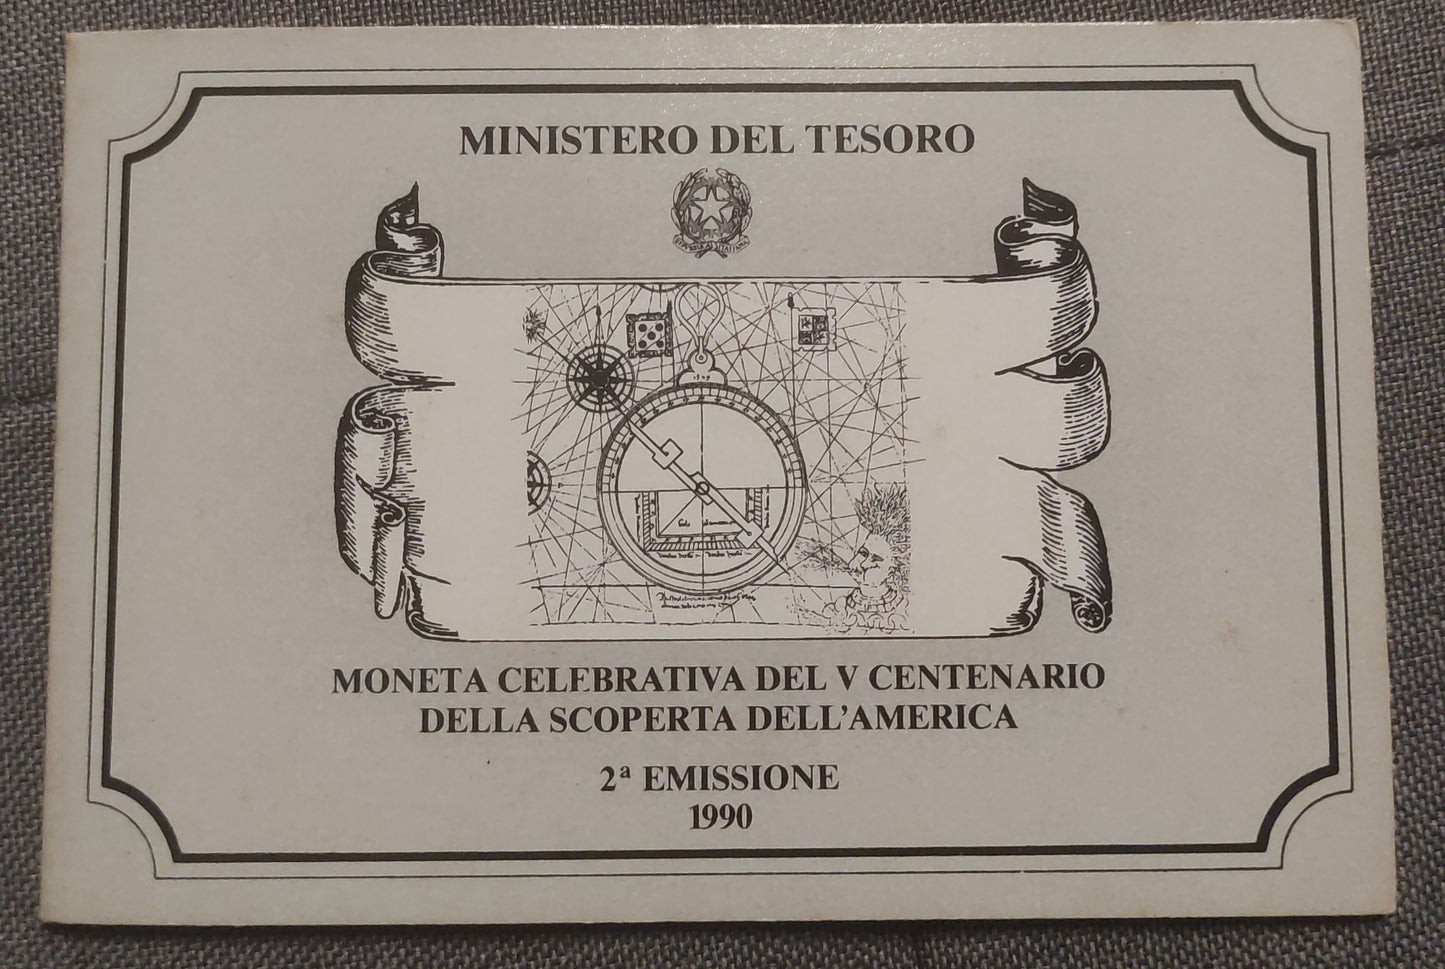 MINISTERO DEL TESORO
MONETA CELEBRATIVA DEL V CENTENARIO
DELLA SCOPERTA DELL'AMERICA
2ª EMISSIONE
1990